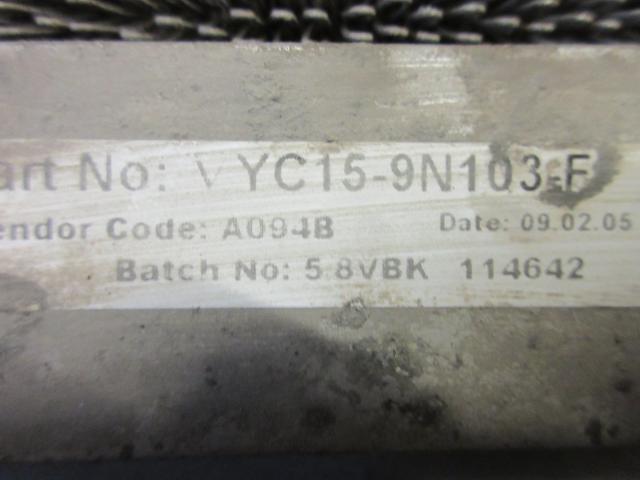 art No: V YC15-9N103-F
endor Code: A094B Date: 09.02.05
Batch No: 5 8VBK 114642